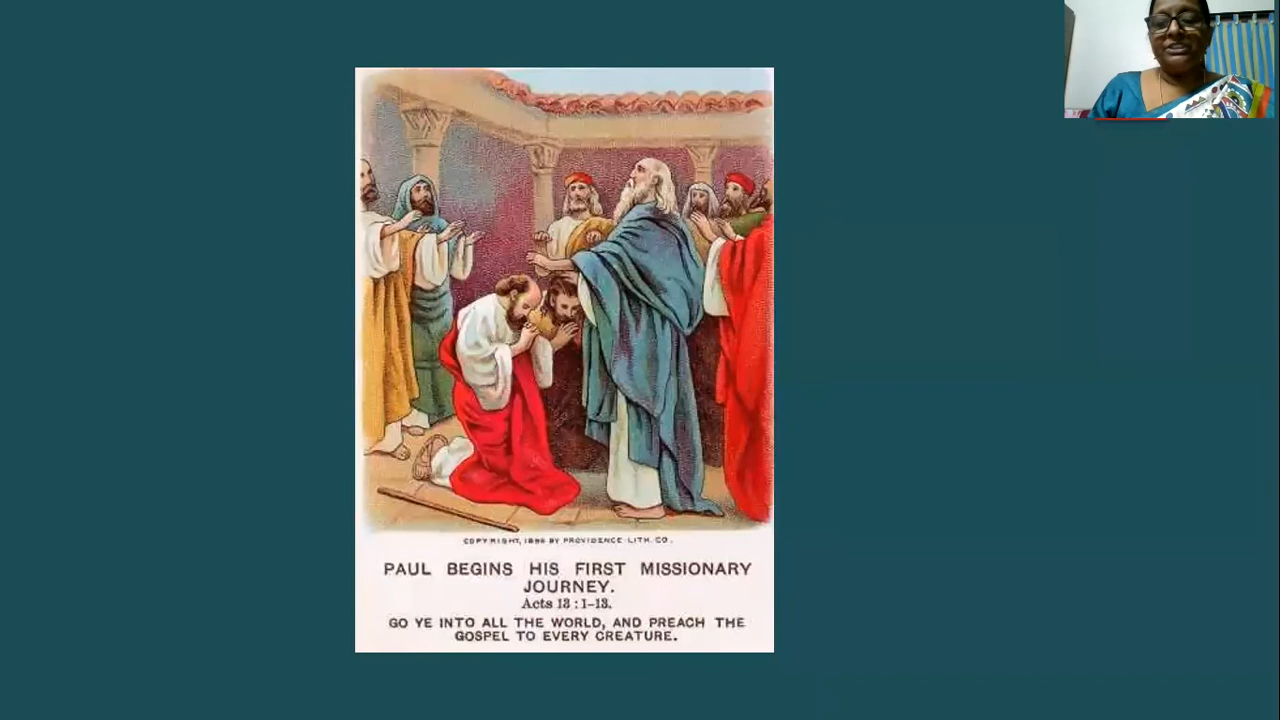 COPYRIGHT, 1896 BY PROVIDENCE LITH. CO.
PAUL BEGINS HIS FIRST MISSIONARY
JOURNEY.
Acts 13 : 1-13.
GO YE INTO ALL THE WORLD, AND PREACH THE
GOSPEL TO EVERY CREATURE.